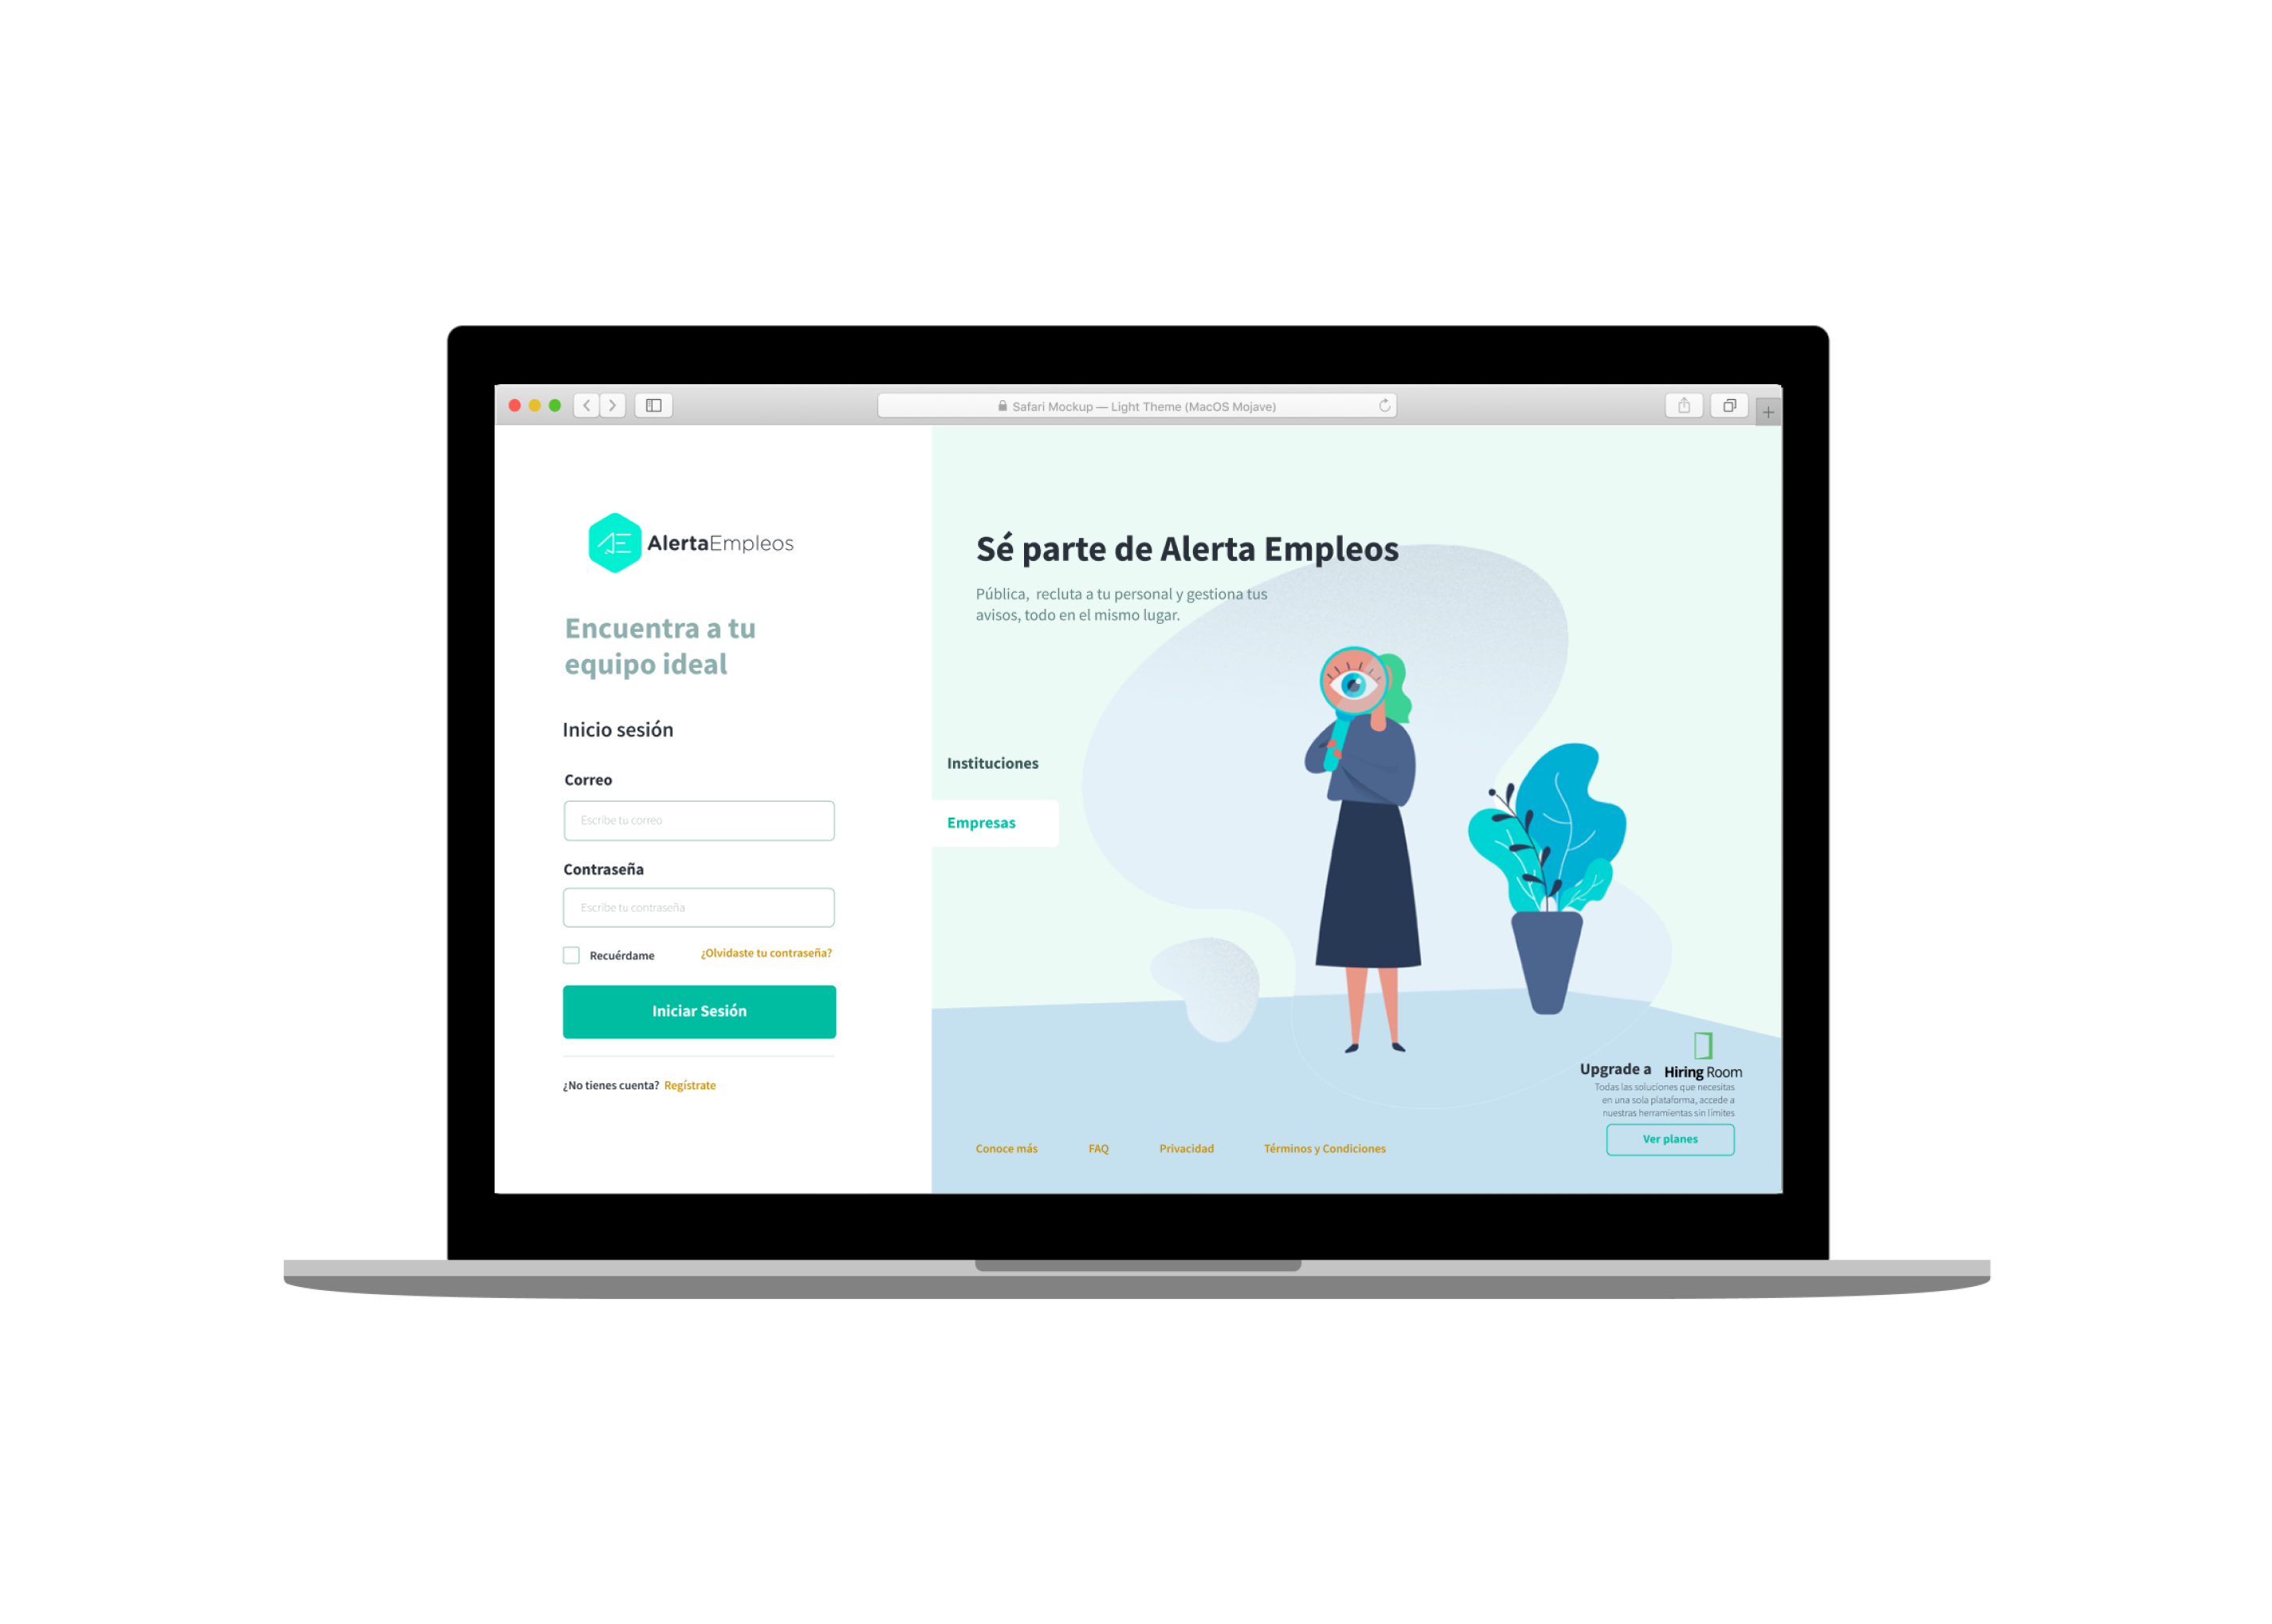 Safari Mockup — Light Theme (MacOS Mojave)
AlertaEmpleos
Encuentra a tu
equipo ideal
Inicio sesión
Correo
Escribe tu correo
Contraseña
Escribe tu contraseña
Recuérdame
¿Olvidaste tu contraseña?
Iniciar Sesión
¿No tienes cuenta? Regístrate
Sé parte de Alerta Empleos
Pública, recluta a tu personal y gestiona tus
avisos, todo en el mismo lugar.
Instituciones
Empresas
Upgrade a Hiring Room
Todas las soluciones que necesitas
en una sola plataforma, accede a
nuestras herramientas sin límites
Ver planes
Conoce más
FAQ
Privacidad
Términos y Condiciones